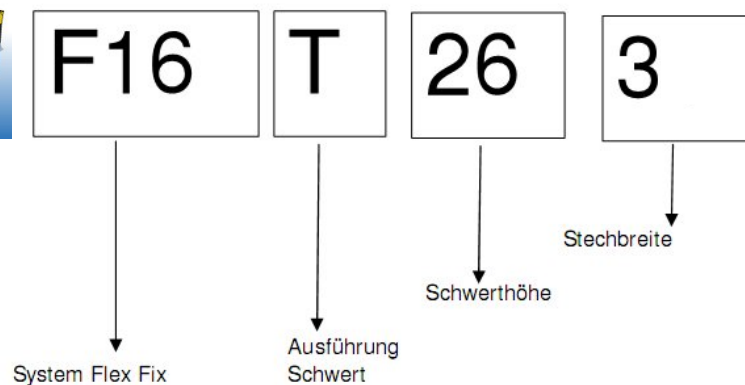 F16 T 26 3
Stechbreite
Schwerthöhe
Ausführung
Schwert
System Flex Fix